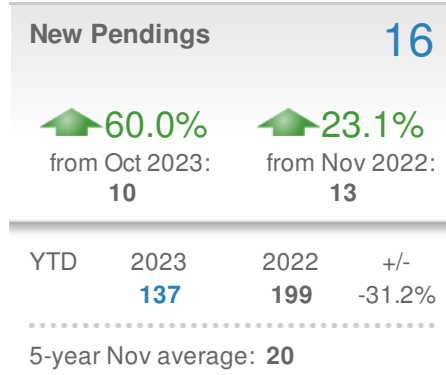 New Pendings 16
60.0% 23.1%
from Oct 2023: from Nov 2022:
10 13
YTD 2023 2022 +/-
137 199 -31.2%
5-year Nov average: 20